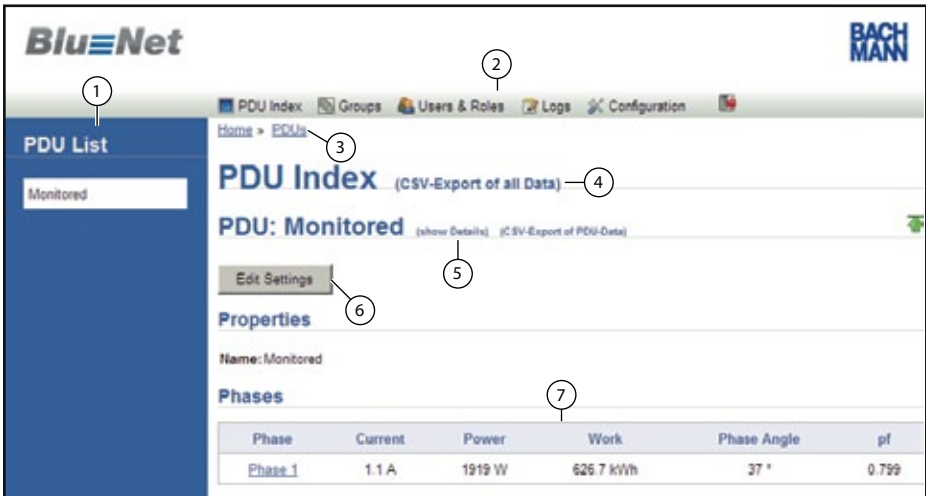 Blu≡Net
BACH
MANN
2
1
PDU Index Groups Users & Roles Logs Configuration
Home » PDUs
3
PDU List
PDU Index (CSV-Export of all Data)
4
Monitored
PDU: Monitored (show Details) (CSV-Export of PDU-Data)
5
Edit Settings
6
Properties
Name: Monitored
Phases
7
Phase Current Power Work Phase Angle pf
Phase 1 1.1 A 1919 W 626.7 kWh 37 ° 0.799